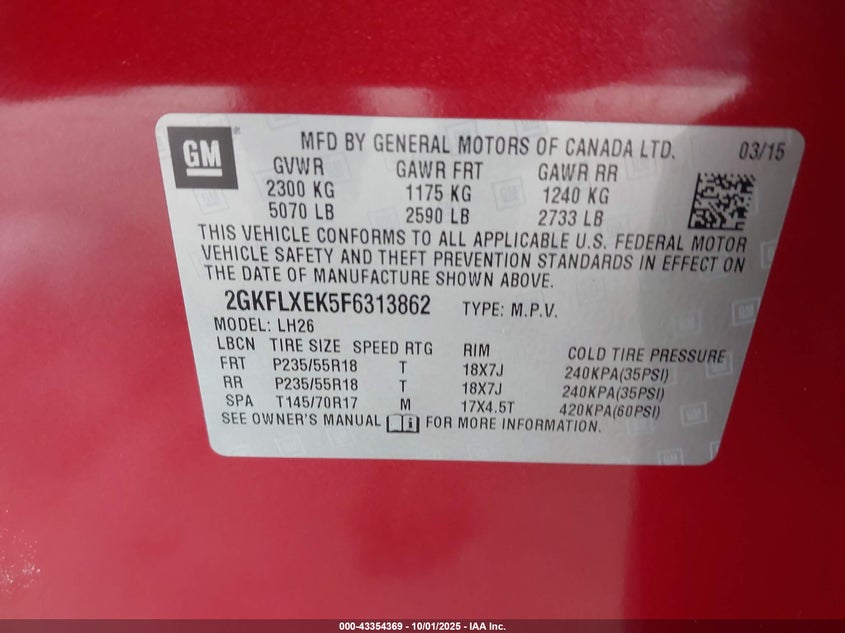 GM
MFD BY GENERAL MOTORS OF CANADA LTD. 03/15
GVWR GAWR FRT GAWR RR
2300 KG 1175 KG 1240 KG
5070 LB 2590 LB 2733 LB
THIS VEHICLE CONFORMS TO ALL APPLICABLE U.S. FEDERAL MOTOR
VEHICLE SAFETY AND THEFT PREVENTION STANDARDS IN EFFECT ON
THE DATE OF MANUFACTURE SHOWN ABOVE.
2GKFLXEK5F6313862 TYPE: M.P.V.
MODEL: LH26
LBCN TIRE SIZE SPEED RTG RIM COLD TIRE PRESSURE
FRT P235/55R18 T 18X7J 240KPA(35PSI)
RR P235/55R18 T 18X7J 240KPA(35PSI)
SPA T145/70R17 M 17X4.5T 420KPA(60PSI)
SEE OWNER'S MANUAL i FOR MORE INFORMATION.
000-43354369 - 10/01/2025 - IAA Inc.